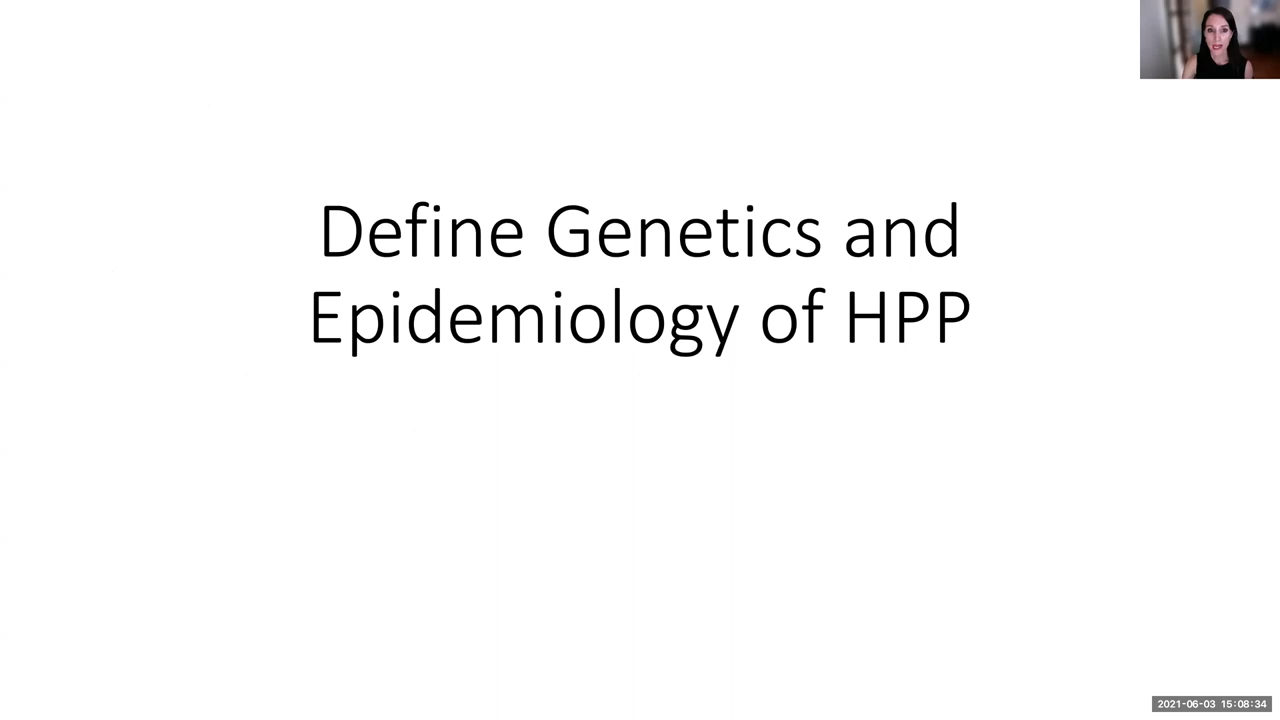 Define Genetics and
Epidemiology of HPP
2021-06-03 15:08:34